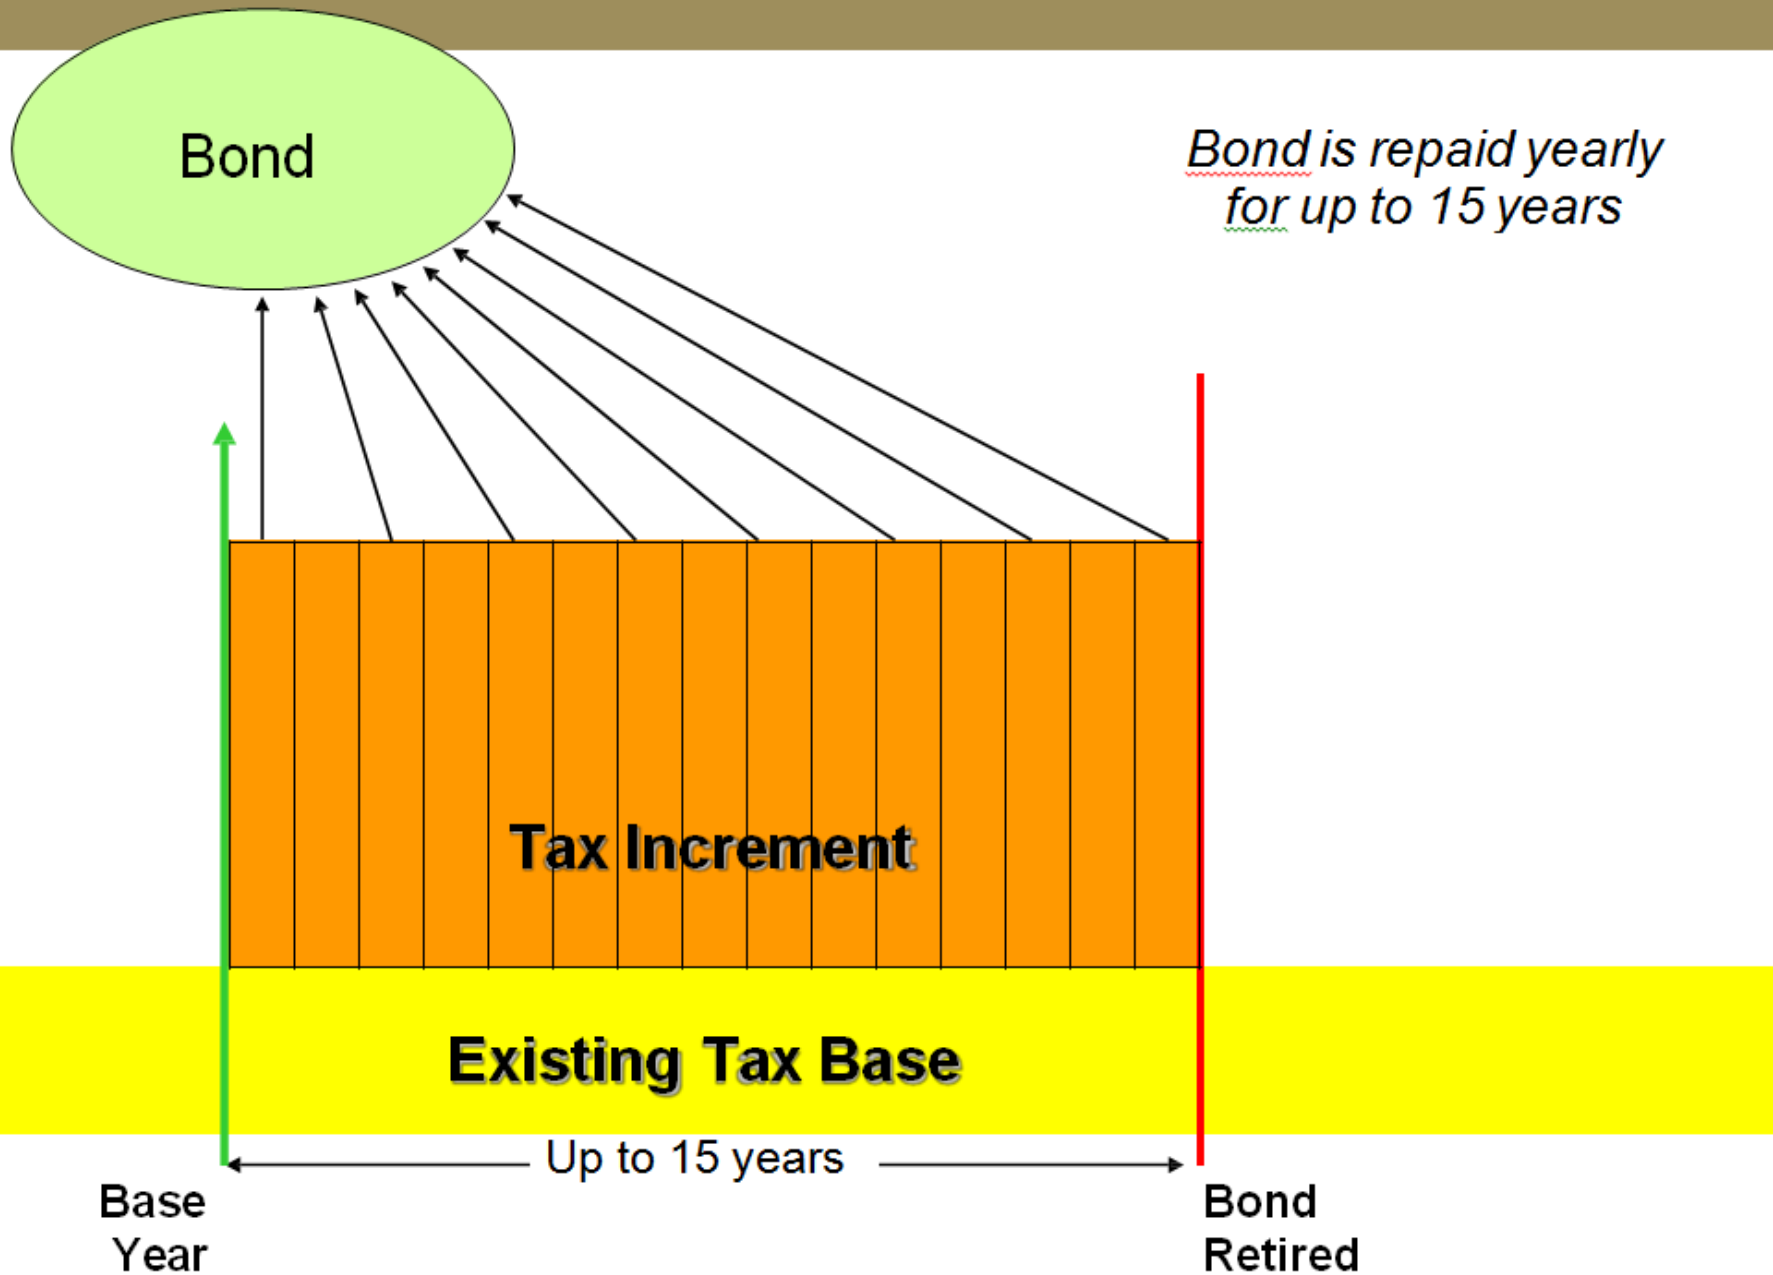 Bond
Bond is repaid yearly
for up to 15 years
Tax Increment
Existing Tax Base
Up to 15 years
Base
Year
Bond
Retired